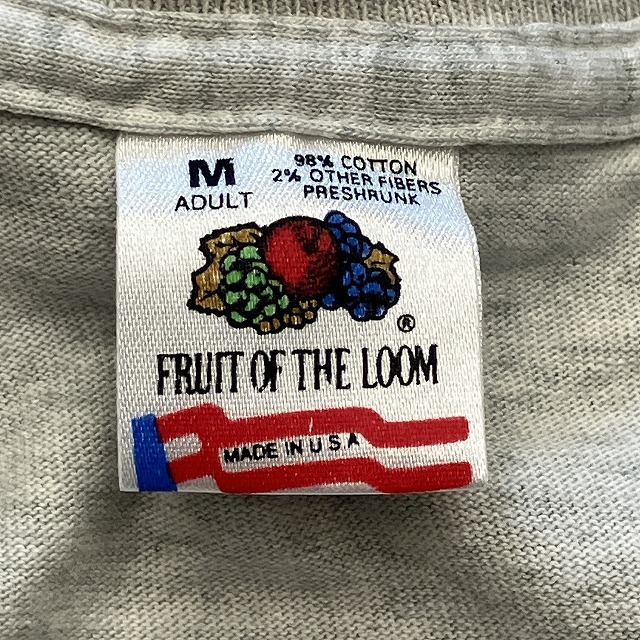 M
ADULT
98% COTTON
2% OTHER FIBERS
PRESHRUNK
®
FRUIT OF THE LOOM
MADE IN U S A